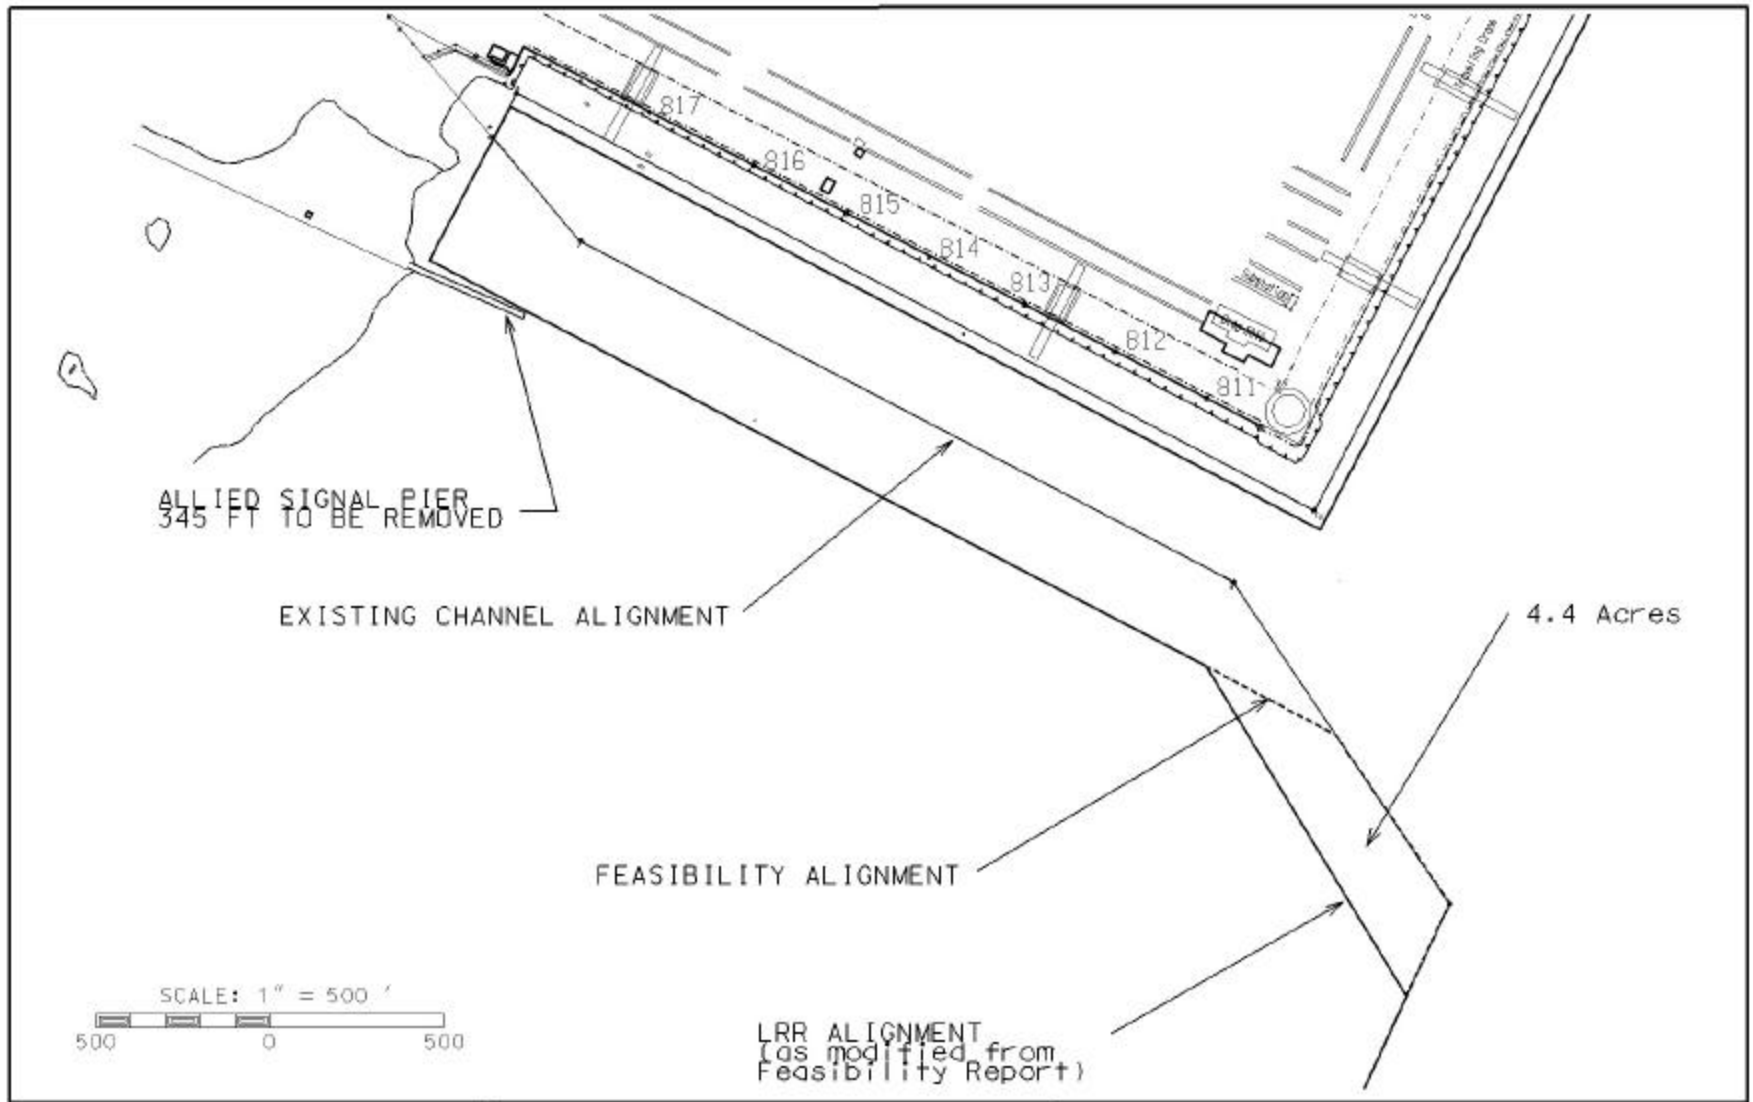 817
816
815
814
813
812
811
ALLIED SIGNAL PIER
345 FT TO BE REMOVED
EXISTING CHANNEL ALIGNMENT
4.4 Acres
FEASIBILITY ALIGNMENT
SCALE: 1" = 500 '
500 0 500
LRR ALIGNMENT
(as modified from
Feasibility Report)